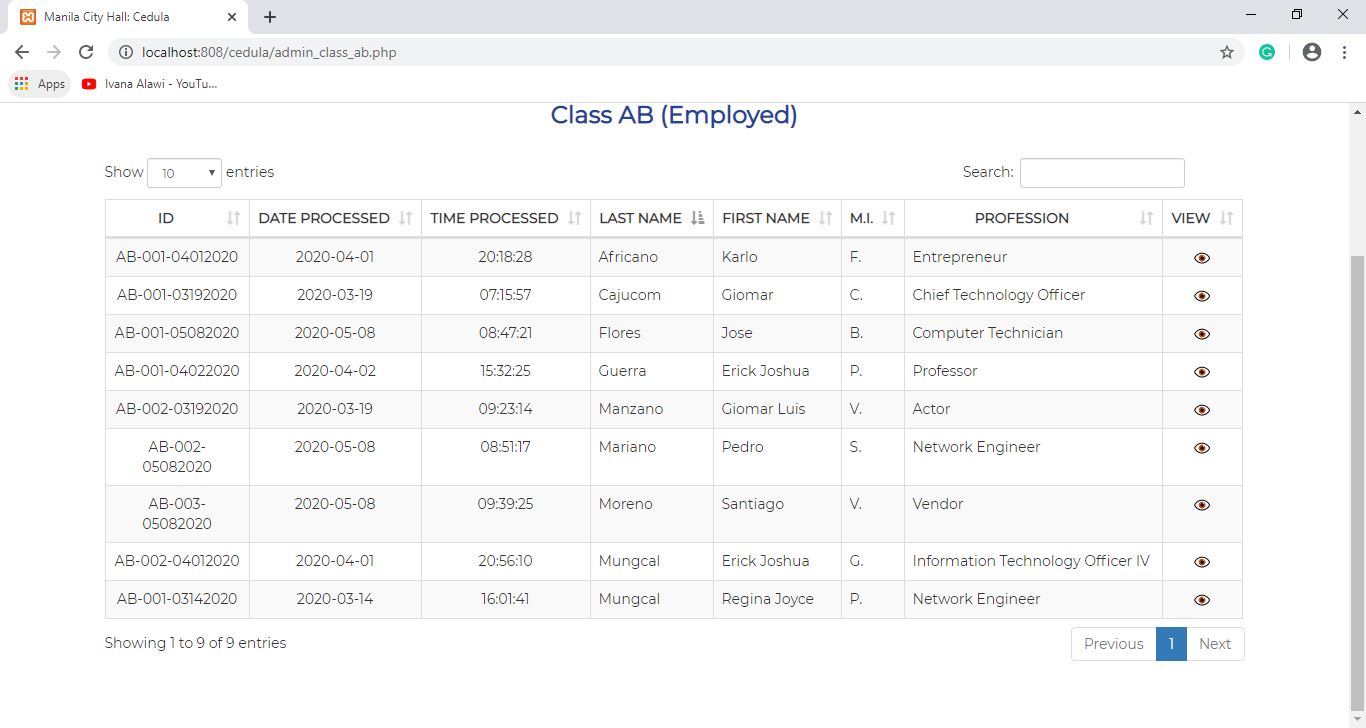 Manila City Hall: Cedula
localhost:808/cedula/admin_class_ab.php
Apps Ivana Alawi - YouTu...
Class AB (Employed)
Show 10 entries Search:
ID DATE PROCESSED TIME PROCESSED LAST NAME FIRST NAME M.I. PROFESSION VIEW
AB-001-04012020 2020-04-01 20:18:28 Africano Karlo F. Entrepreneur
AB-001-03192020 2020-03-19 07:15:57 Cajucom Giomar C. Chief Technology Officer
AB-001-05082020 2020-05-08 08:47:21 Flores Jose B. Computer Technician
AB-001-04022020 2020-04-02 15:32:25 Guerra Erick Joshua P. Professor
AB-002-03192020 2020-03-19 09:23:14 Manzano Giomar Luis V. Actor
AB-002- 2020-05-08 08:51:17 Mariano Pedro S. Network Engineer
05082020
AB-003- 2020-05-08 09:39:25 Moreno Santiago V. Vendor
05082020
AB-002-04012020 2020-04-01 20:56:10 Mungcal Erick Joshua G. Information Technology Officer IV
AB-001-03142020 2020-03-14 16:01:41 Mungcal Regina Joyce P. Network Engineer
Showing 1 to 9 of 9 entries Previous 1 Next